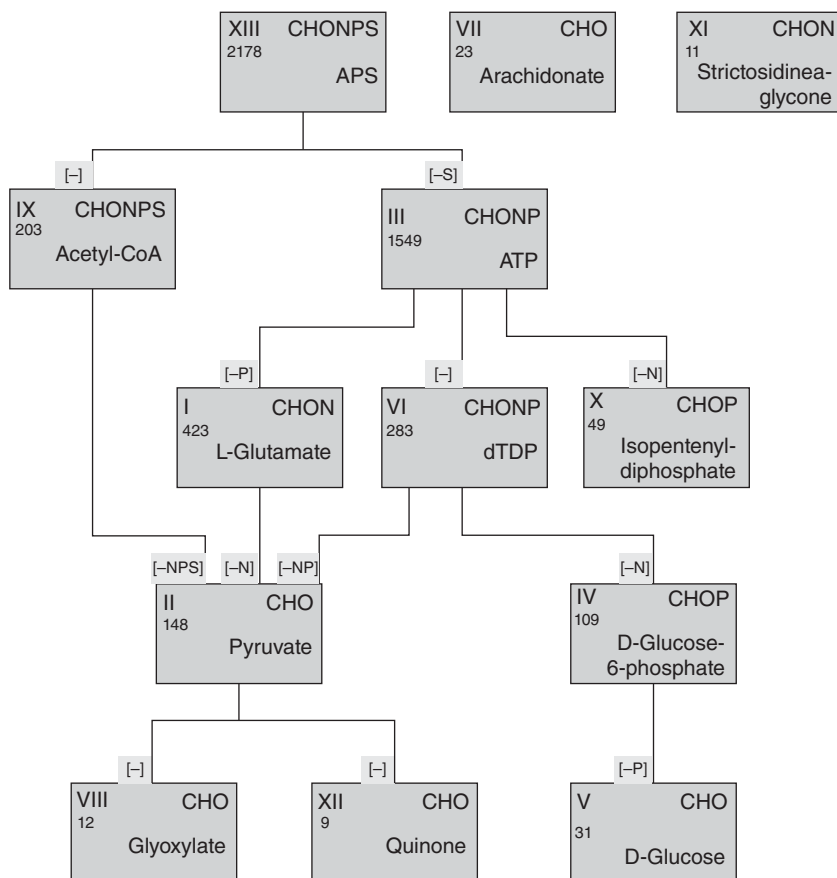 XIII CHONPS
2178
APS
VII CHO
23
Arachidonate
XI CHON
11
Strictosidinea-
glycone
[–]
[–S]
IX CHONPS
203
Acetyl-CoA
III CHONP
1549
ATP
[–P]
[–]
[–N]
I CHON
423
L-Glutamate
VI CHONP
283
dTDP
X CHOP
49
Isopentenyl-
diphosphate
[–NPS]
[–N]
[–NP]
[–N]
II CHO
148
Pyruvate
IV CHOP
109
D-Glucose-
6-phosphate
[–]
[–]
[–P]
VIII CHO
12
Glyoxylate
XII CHO
9
Quinone
V CHO
31
D-Glucose